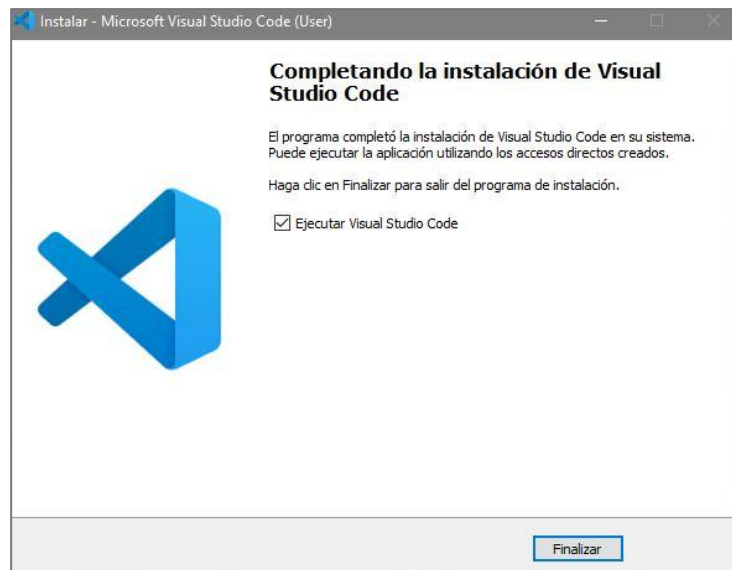 Instalar - Microsoft Visual Studio Code (User)
Completando la instalación de Visual
Studio Code
El programa completó la instalación de Visual Studio Code en su sistema.
Puede ejecutar la aplicación utilizando los accesos directos creados.
Haga clic en Finalizar para salir del programa de instalación.
Ejecutar Visual Studio Code
Finalizar